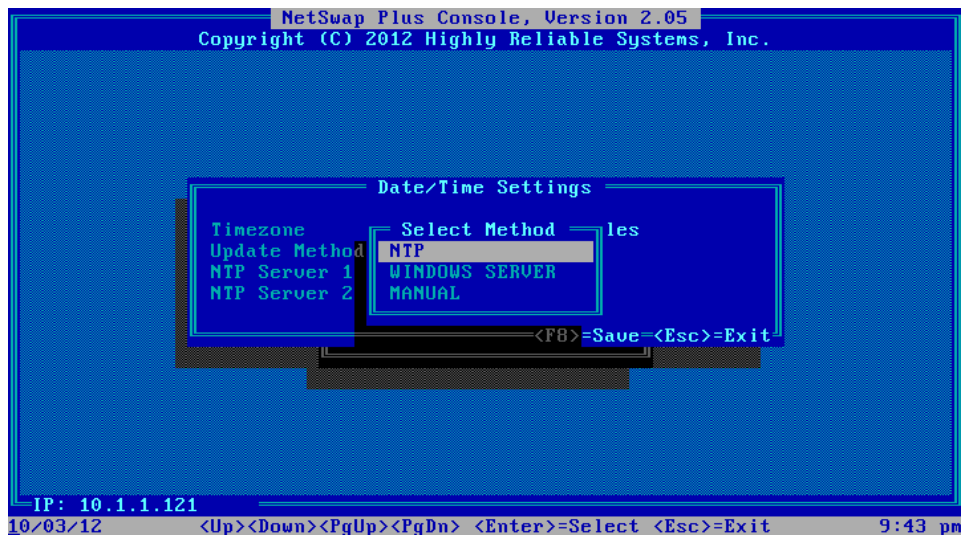 NetSwap Plus Console, Version 2.05
Copyright (C) 2012 Highly Reliable Systems, Inc.
Date/Time Settings
Timezone les
Select Method
Update Method
NTP Server 1
NTP Server 2
NTP
WINDOWS SERVER
MANUAL
<F8>=Save=<Esc>=Exit
IP: 10.1.1.121
10/03/12 <Up><Down><PgUp><PgDn> <Enter>=Select <Esc>=Exit 9:43 pm